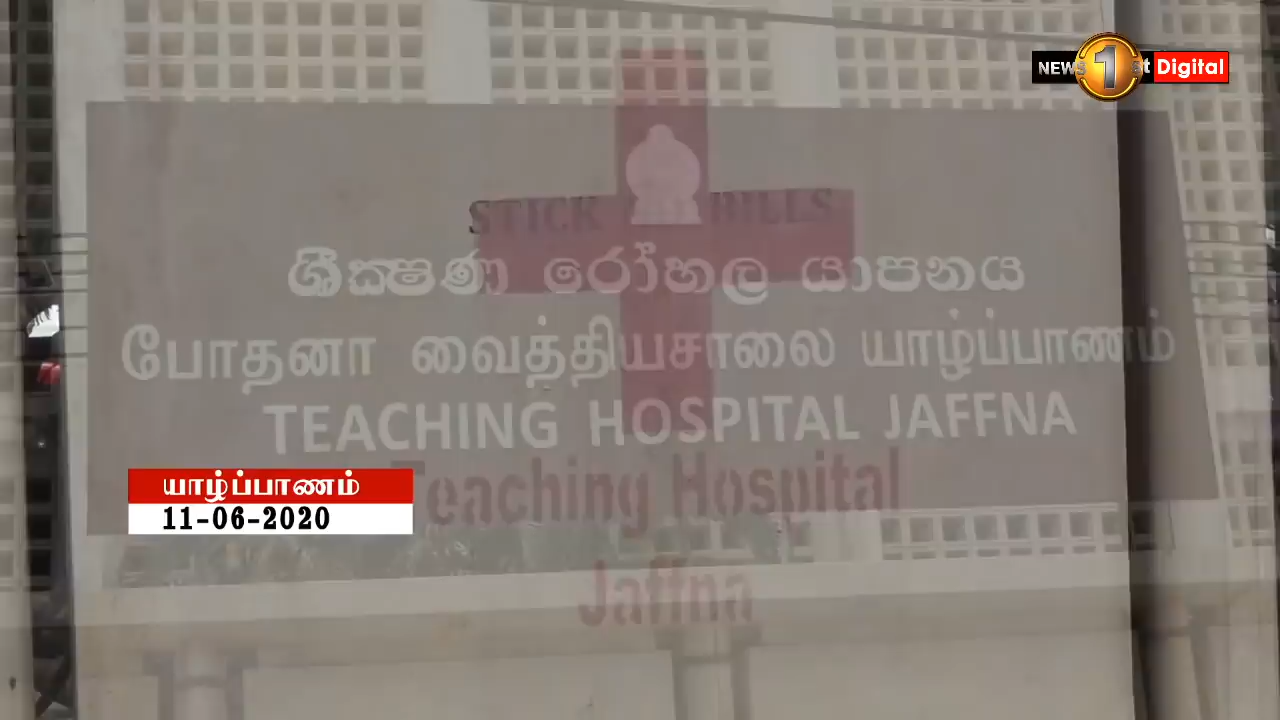 NEWS 1st Digital
STICK BILLS
ශික්ෂණ රෝහල යාපනය
போதனா வைத்தியசாலை யாழ்ப்பாணம்
TEACHING HOSPITAL JAFFNA
யாழ்ப்பாணம்
11-06-2020
Teaching Hospital
Jaffna